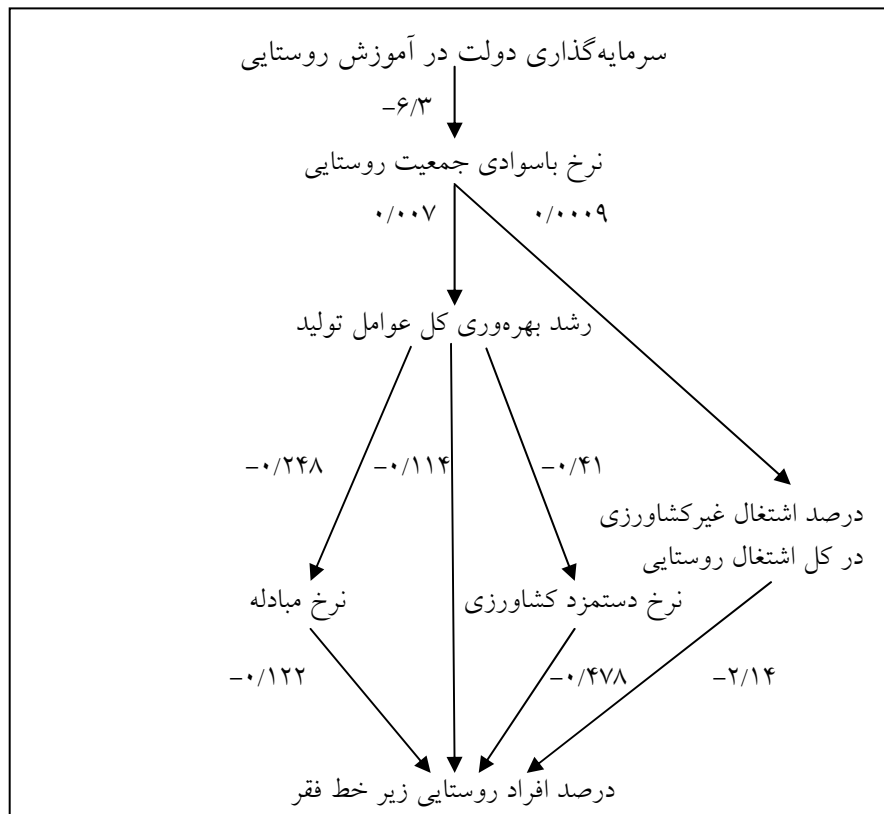 سرمایه‌گذاری دولت در آموزش روستایی
−۶/۳
نرخ باسوادی جمعیت روستایی
۰/۰۰۰۹
۰/۰۰۷
رشد بهره‌وری کل عوامل تولید
−۰/۴۱
−۰/۱۱۴
−۰/۲۴۸
درصد اشتغال غیرکشاورزی
در کل اشتغال روستایی
نرخ دستمزد کشاورزی
نرخ مبادله
−۲/۱۴
−۰/۴۷۸
−۰/۱۲۲
درصد افراد روستایی زیر خط فقر